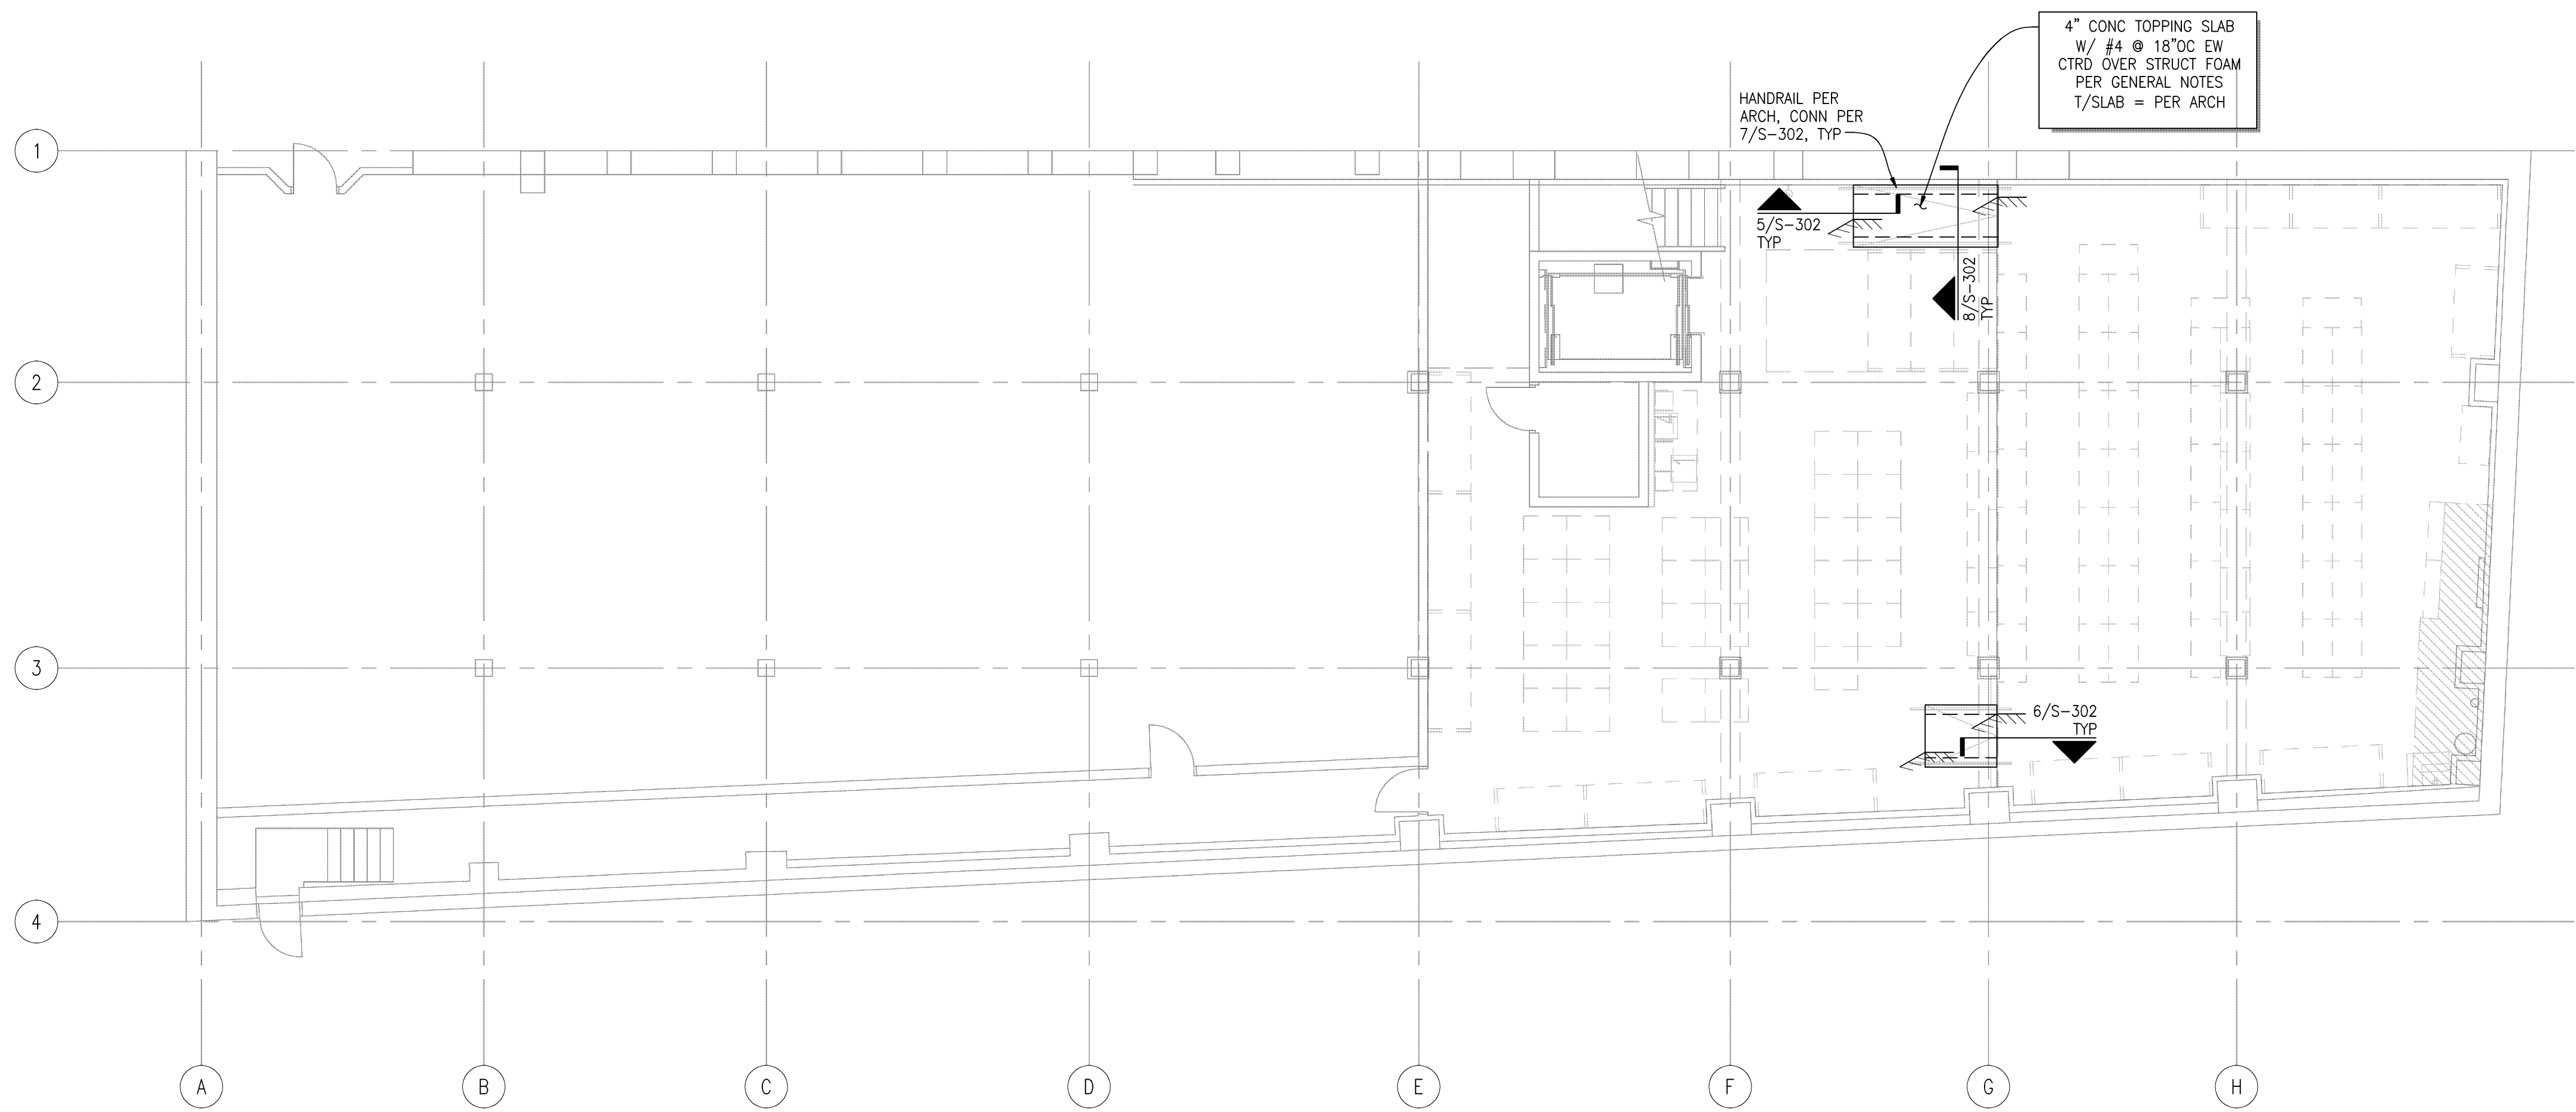 4" CONC TOPPING SLAB
W/ #4 @ 18"OC EW
CTRD OVER STRUCT FOAM
PER GENERAL NOTES
T/SLAB = PER ARCH
HANDRAIL PER
ARCH, CONN PER
7/S-302, TYP
1
5/S-302
TYP
8/S-302
TYP
2
3
6/S-302
TYP
4
A
B
C
D
E
F
G
H